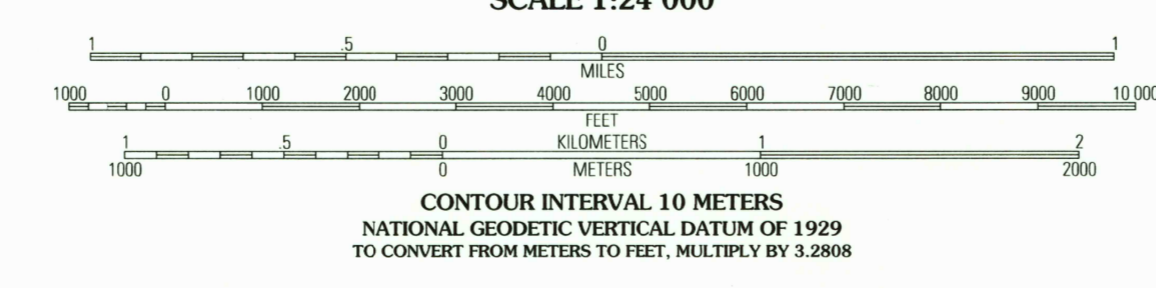 SCALE 1:24 000
1 .5 0 1
MILES
1000 0 1000 2000 3000 4000 5000 6000 7000 8000 9000 10 000
FEET
1 .5 0 KILOMETERS 1 2
1000 0 METERS 1000 2000
CONTOUR INTERVAL 10 METERS
NATIONAL GEODETIC VERTICAL DATUM OF 1929
TO CONVERT FROM METERS TO FEET, MULTIPLY BY 3.2808